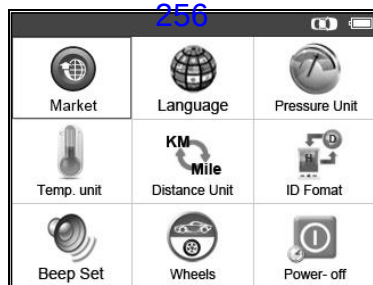 256
Market
Language
Pressure Unit
KM
Mile
Temp. unit
Distance Unit
D
H
ID Fomat
Beep Set
Wheels
Power- off